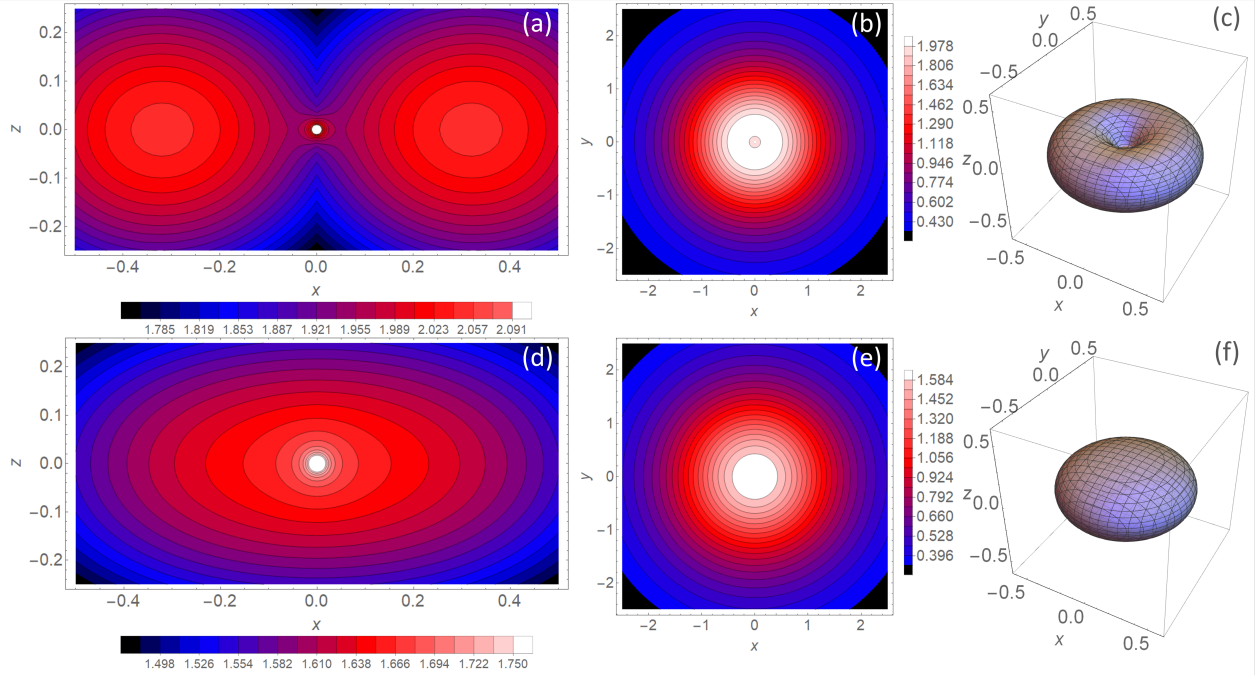 (a)
0.2
0.1
0.0
−0.1
−0.2
z
−0.4 −0.2 0.0 0.2 0.4
x
1.785 1.819 1.853 1.887 1.921 1.955 1.989 2.023 2.057 2.091
(b)
2
1
0
−1
−2
y
−2 −1 0 1 2
x
1.978
1.806
1.634
1.462
1.290
1.118
0.946
0.774
0.602
0.430
(c)
y
0.5
0.0
−0.5
0.5
z
0.0
−0.5
−0.5
0.0
x
0.5
(d)
0.2
0.1
0.0
−0.1
−0.2
z
−0.4 −0.2 0.0 0.2 0.4
x
1.498 1.526 1.554 1.582 1.610 1.638 1.666 1.694 1.722 1.750
(e)
2
1
0
−1
−2
y
−2 −1 0 1 2
x
1.584
1.452
1.320
1.188
1.056
0.924
0.792
0.660
0.528
0.396
(f)
y
0.5
0.0
−0.5
0.5
z
0.0
−0.5
−0.5
0.0
x
0.5